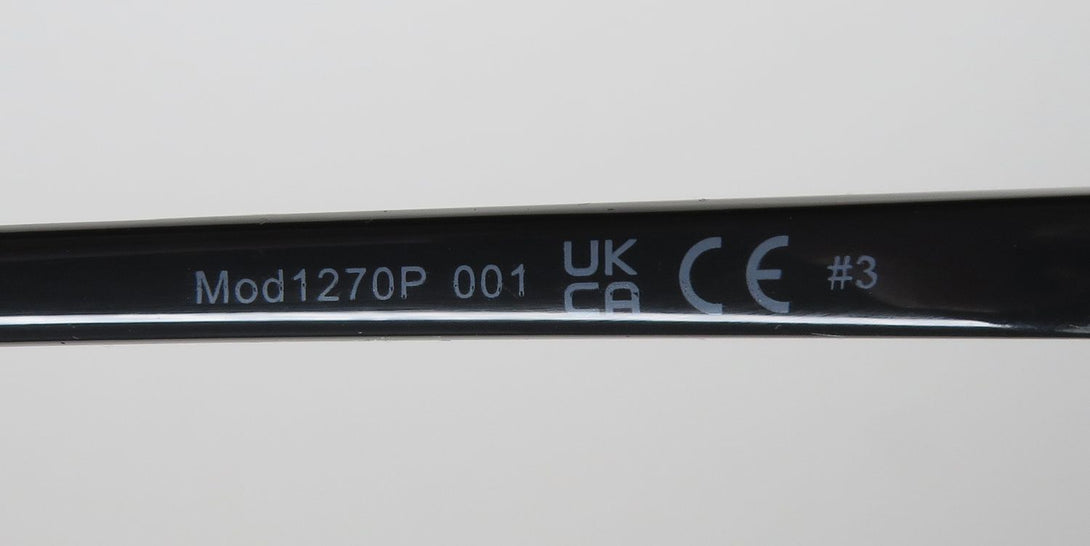 Mod1270P 001 UK CA CE #3